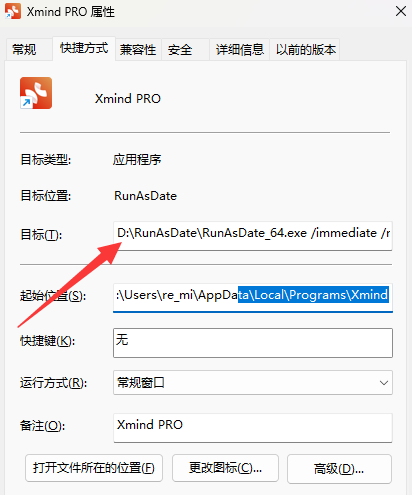 Xmind PRO 属性
常规 快捷方式 兼容性 安全 详细信息 以前的版本
Xmind PRO
目标类型: 应用程序
目标位置: RunAsDate
目标(T): D:\RunAsDate\RunAsDate_64.exe /immediate /r
起始位置(S): :\Users\re_mi\AppData\Local\Programs\Xmind
快捷键(K): 无
运行方式(R): 常规窗口
备注(O): Xmind PRO
打开文件所在的位置(F) 更改图标(C)... 高级(D)...